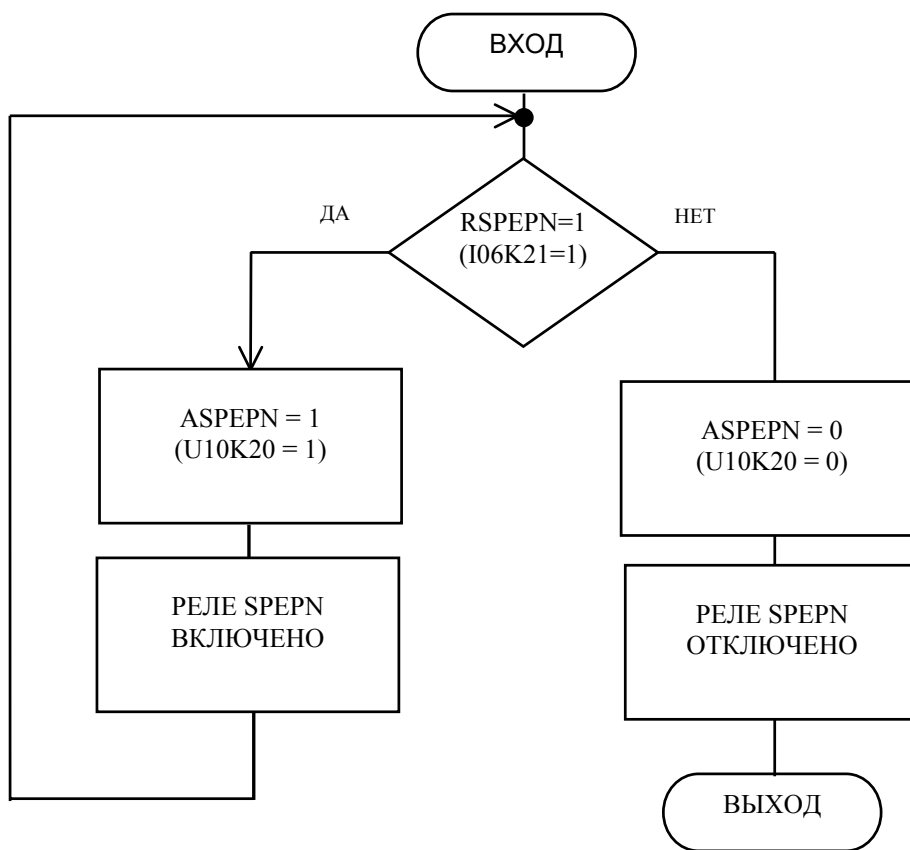 ВХОД
ДА
НЕТ
RSPEPN=1
(I06K21=1)
ASPEPN = 1
(U10K20 = 1)
ASPEPN = 0
(U10K20 = 0)
РЕЛЕ SPEPN
ВКЛЮЧЕНО
РЕЛЕ SPEPN
ОТКЛЮЧЕНО
ВЫХОД